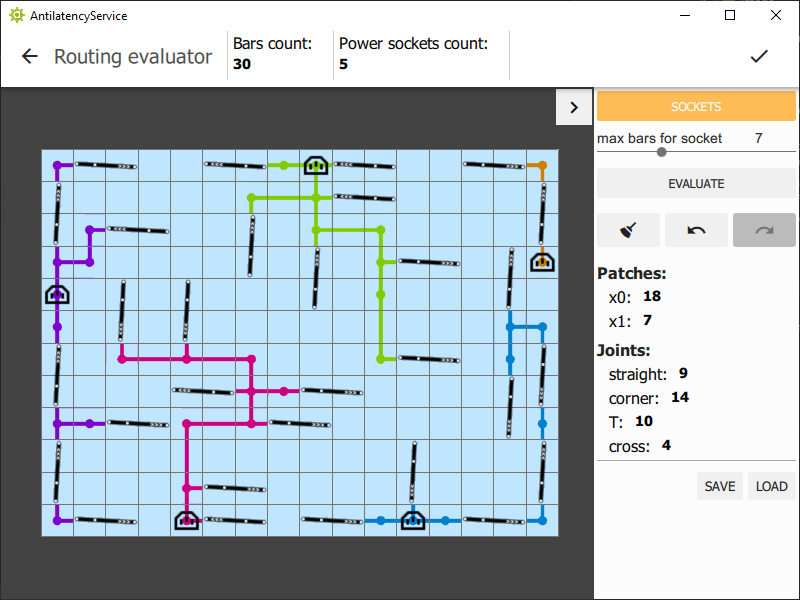 AntilatencyService
Routing evaluator
Bars count:
30
Power sockets count:
5
SOCKETS
max bars for socket 7
EVALUATE
Patches:
x0: 18
x1: 7
Joints:
straight: 9
corner: 14
T: 10
cross: 4
SAVE LOAD